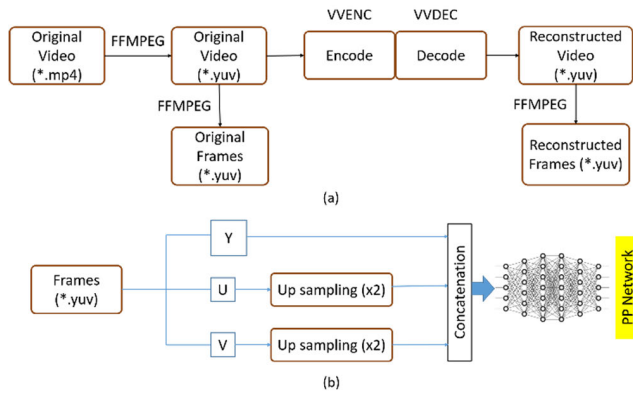 VVENC
VVDEC
Original
Video
(*.mp4)
FFMPEG
Original
Video
(*.yuv)
Encode
Decode
Reconstructed
Video
(*.yuv)
FFMPEG
FFMPEG
Original
Frames
(*.yuv)
Reconstructed
Frames (*.yuv)
(a)
Frames
(*.yuv)
Y
U
Up sampling (x2)
V
Up sampling (x2)
Concatenation
PP Network
(b)